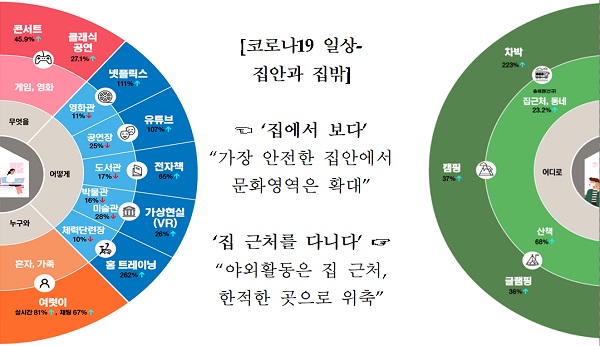 콘서트
45.9% ↑
클래식
공연
27.1% ↑
게임, 영화
무엇을
넷플릭스
111% ↑
영화관
11% ↓
유튜브
107% ↑
공연장
25% ↓
어떻게
도서관
17% ↓
전자책
65% ↑
박물관
16% ↓
미술관
28% ↓
가상현실
(VR)
26% ↑
체력단련장
10% ↓
홈 트레이닝
262% ↑
누구와
혼자, 가족
여럿이
실시간 81% ↑, 채팅 67% ↑
[코로나19 일상-
집안과 집밖]
☜ ‘집에서 보다’
“가장 안전한 집안에서
문화영역은 확대”
‘집 근처를 다니다’ ☞
“야외활동은 집 근처,
한적한 곳으로 위축”
차박
223% ↑
집근처, 동네
23.2% ↑
캠핑
37% ↑
어디로
산책
68% ↑
글램핑
36% ↑